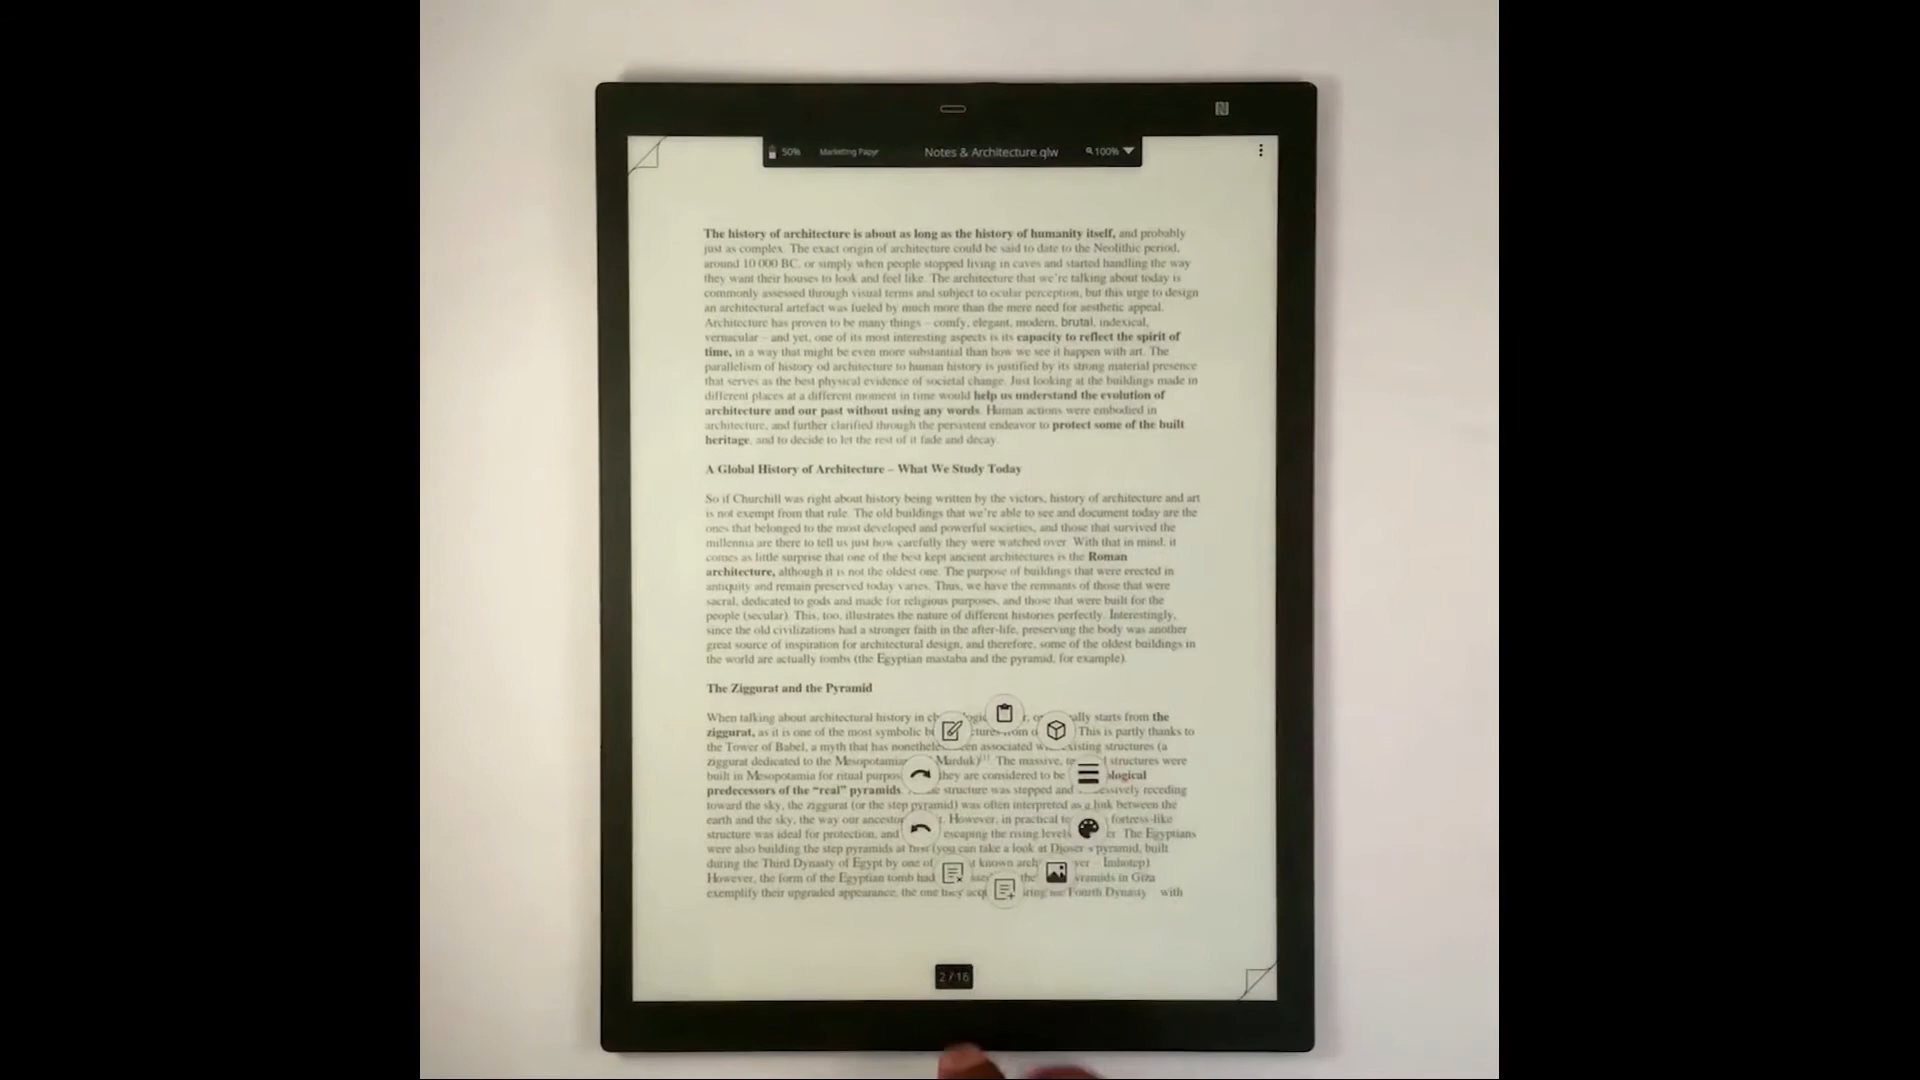 50% Marketing Papyr Notes & Architecture.qlw 100%
The history of architecture is about as long as the history of humanity itself, and probably
just as complex. The exact origin of architecture could be said to date to the Neolithic period,
around 10 000 BC, or simply when people stopped living in caves and started handling the way
they want their houses to look and feel like. The architecture that we're talking about today is
commonly assessed through visual terms and subject to ocular perception, but this urge to design
an architectural artefact was fueled by much more than the mere need for aesthetic appeal.
Architecture has proven to be many things – comfy, elegant, modern, brutal, indexical,
vernacular – and yet, one of its most interesting aspects is its capacity to reflect the spirit of
time, in a way that might be even more substantial than how we see it happen with art. The
parallelism of history od architecture to human history is justified by its strong material presence
that serves as the best physical evidence of societal change. Just looking at the buildings made in
different places at a different moment in time would help us understand the evolution of
architecture and our past without using any words. Human actions were embodied in
architecture, and further clarified through the persistent endeavor to protect some of the built
heritage, and to decide to let the rest of it fade and decay.
A Global History of Architecture – What We Study Today
So if Churchill was right about history being written by the victors, history of architecture and art
is not exempt from that rule. The old buildings that we're able to see and document today are the
ones that belonged to the most developed and powerful societies, and those that survived the
millennia are there to tell us just how carefully they were watched over. With that in mind, it
comes as little surprise that one of the best kept ancient architectures is the Roman
architecture, although it is not the oldest one. The purpose of buildings that were erected in
antiquity and remain preserved today varies. Thus, we have the remnants of those that were
sacral, dedicated to gods and made for religious purposes, and those that were built for the
people (secular). This, too, illustrates the nature of different histories perfectly. Interestingly,
since the old civilizations had a stronger faith in the after-life, preserving the body was another
great source of inspiration for architectural design, and therefore, some of the oldest buildings in
the world are actually tombs (the Egyptian mastaba and the pyramid, for example).
The Ziggurat and the Pyramid
When talking about architectural history in starts from the
ziggurat, as it is one of the most symbolic from This is partly thanks to
the Tower of Babel, a myth that has associated existing structures (a
ziggurat dedicated to the Mesopotamian Marduk)[1]. The massive, structures were
built in Mesopotamia for ritual they are considered to be
predecessors of the “real” pyramids. structure was stepped and receding
toward the sky, the ziggurat (or the step pyramid) was often interpreted as a link between the
earth and the sky, the way our However, in practical fortress-like
structure was ideal for protection, and escaping the rising The Egyptians
were also building the step pyramids at first (you can take a look at Djoser's pyramid, built
during the Third Dynasty of Egypt by one of known Imhotep).
However, the form of the Egyptian tomb had the in Giza
exemplify their upgraded appearance, the one they Fourth Dynasty with
2 / 16